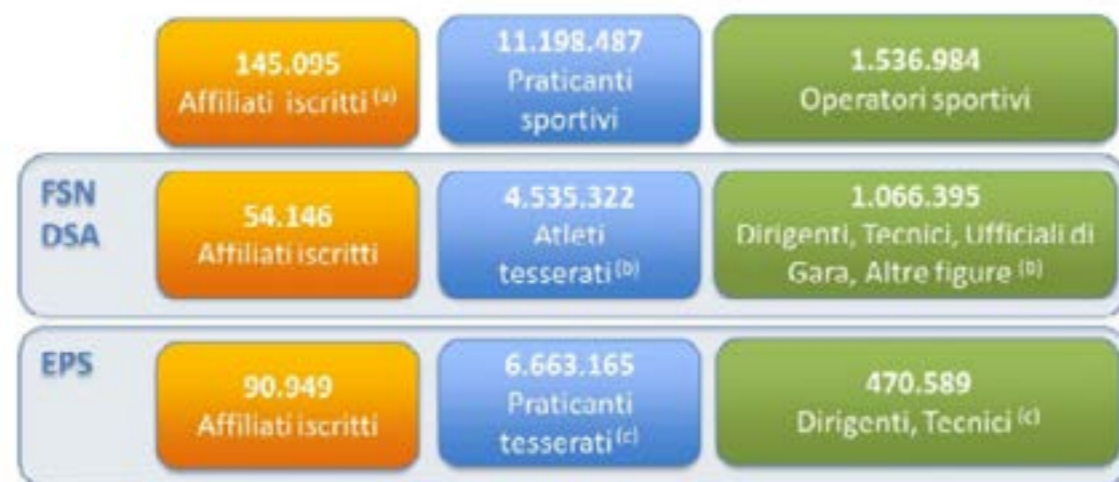 145.095
Affiliati iscritti (a)
11.198.487
Praticanti
sportivi
1.536.984
Operatori sportivi
FSN
DSA
54.146
Affiliati iscritti
4.535.322
Atleti
tesserati (b)
1.066.395
Dirigenti, Tecnici, Ufficiali di
Gara, Altre figure (b)
EPS
90.949
Affiliati iscritti
6.663.165
Praticanti
tesserati (c)
470.589
Dirigenti, Tecnici (c)